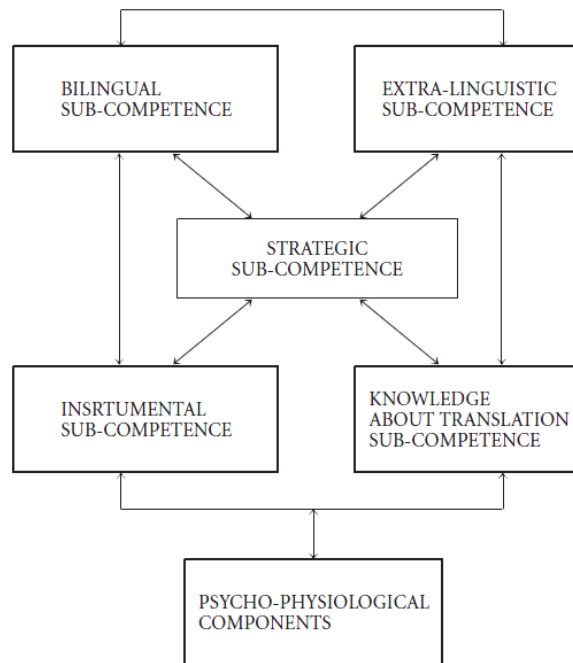 BILINGUAL
SUB-COMPETENCE
EXTRA-LINGUISTIC
SUB-COMPETENCE
STRATEGIC
SUB-COMPETENCE
INSRTUMENTAL
SUB-COMPETENCE
KNOWLEDGE
ABOUT TRANSLATION
SUB-COMPETENCE
PSYCHO-PHYSIOLOGICAL
COMPONENTS